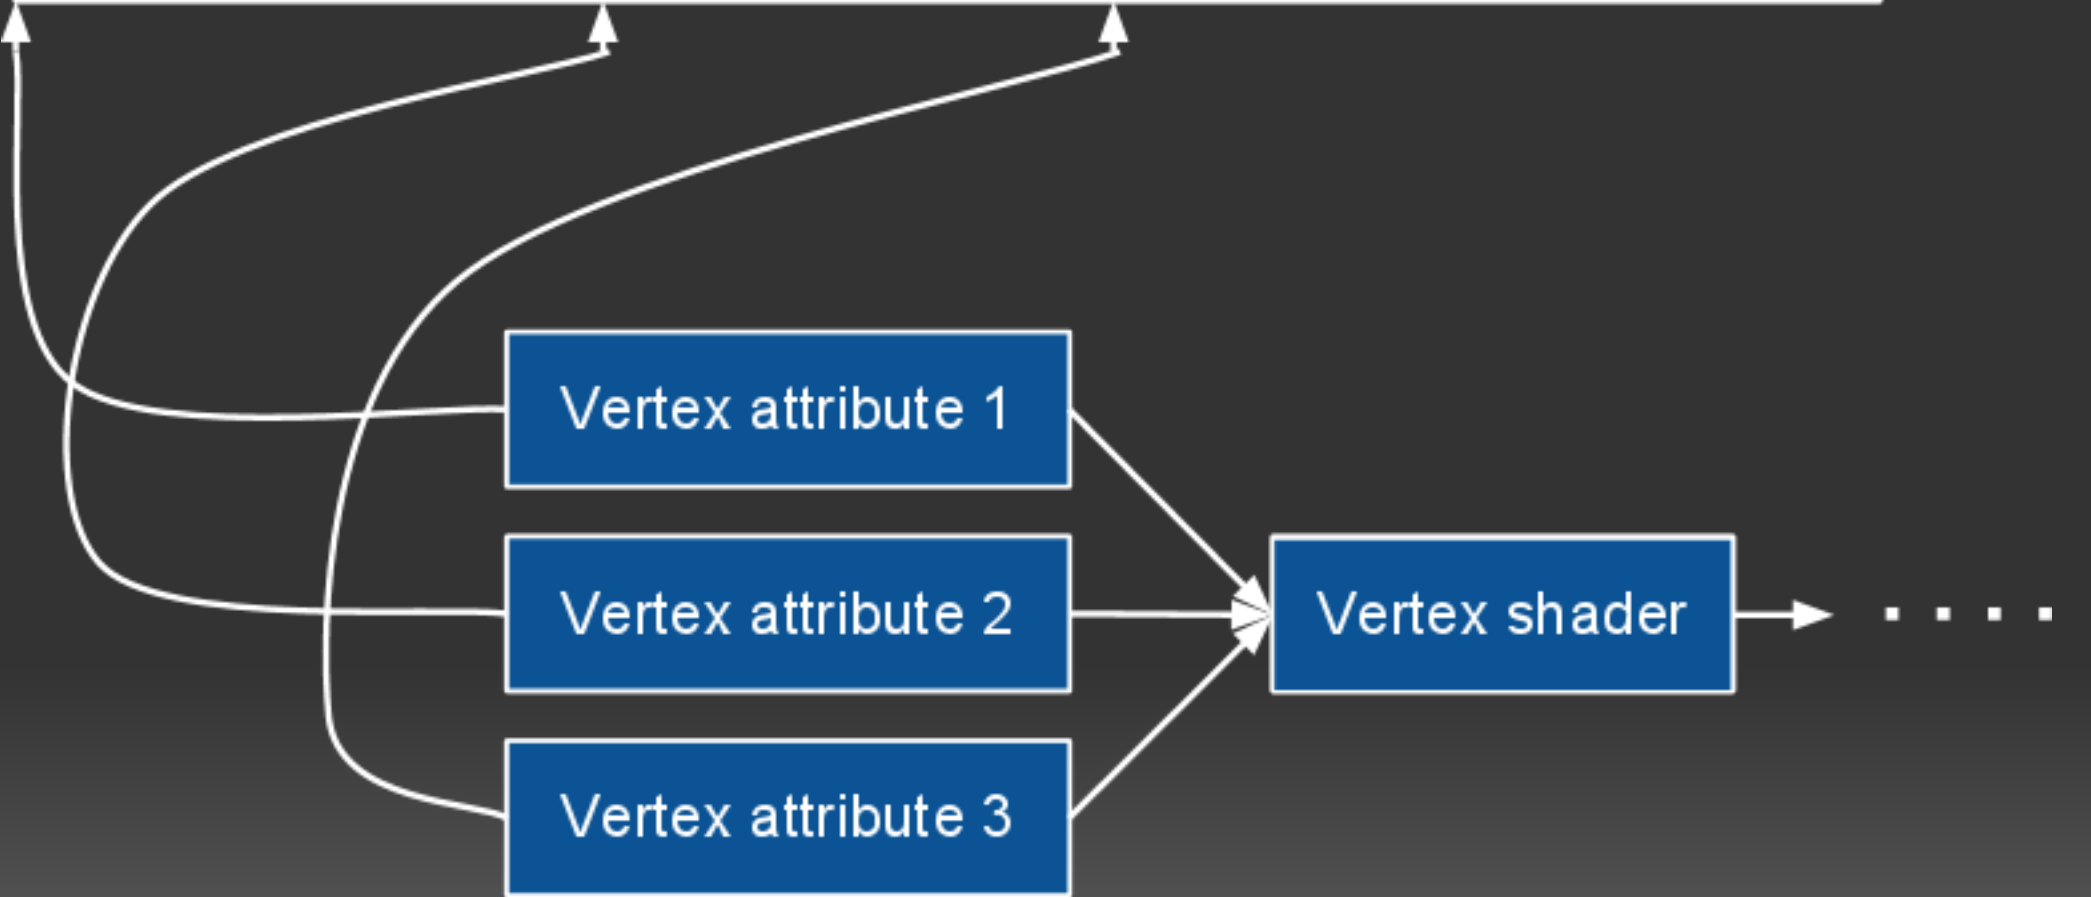 Vertex attribute 1
Vertex attribute 2
Vertex shader
Vertex attribute 3